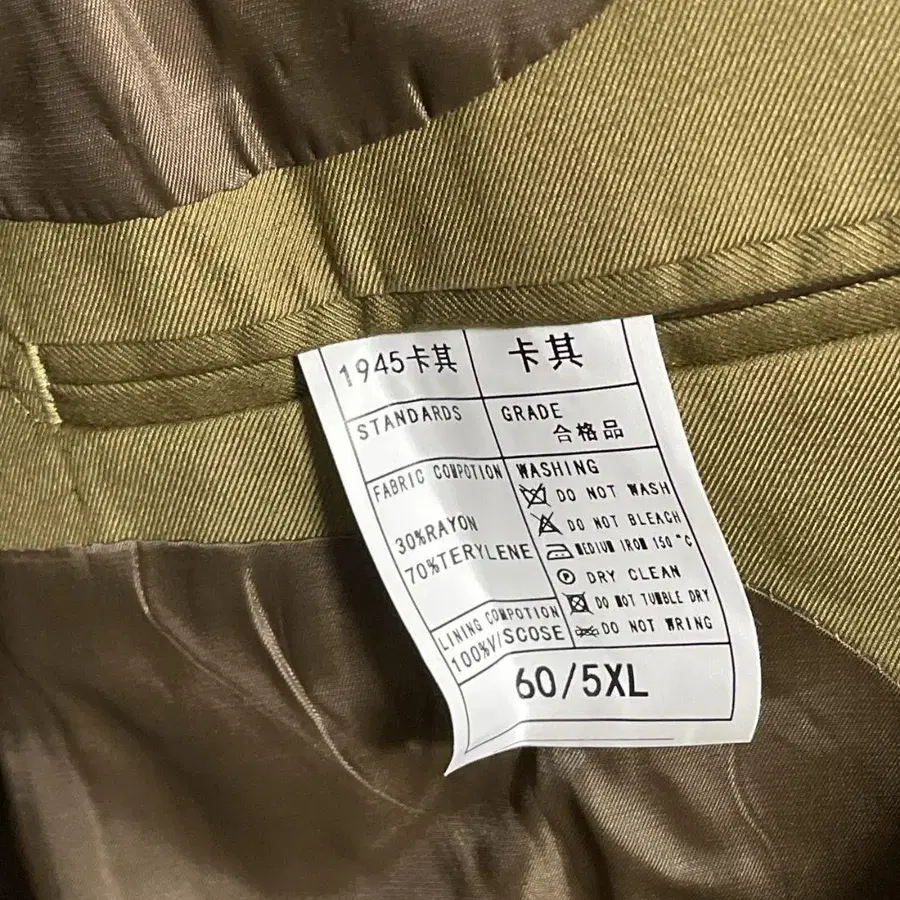 1945卡其 卡其
STANDARDS GRADE
合格品
FABRIC COMPOTION WASHING
DO NOT WASH
DO NOT BLEACH
30%RAYON
MEDIUM IRON 150°C
70%TERYLENE
DRY CLEAN
DO NOT TUMBLE DRY
LINING COMPOTION
DO NOT WRING
100%V/SCOSE
60/5XL